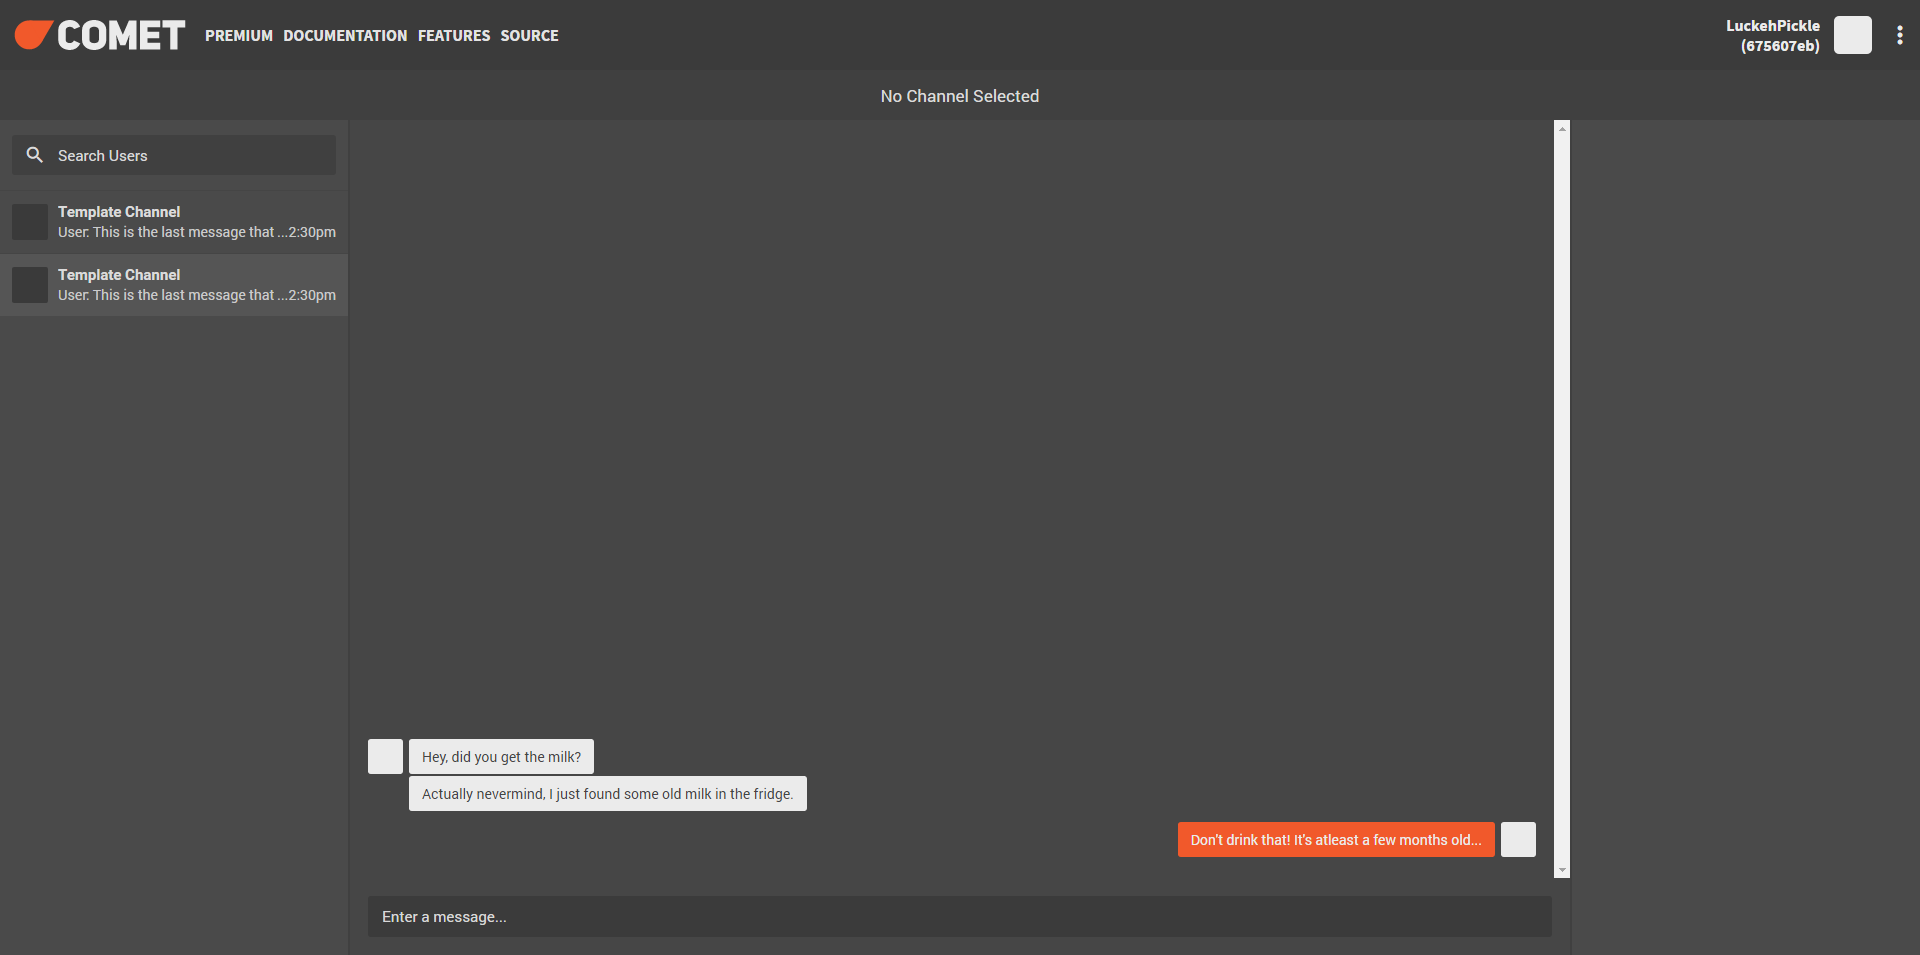 COMET PREMIUM DOCUMENTATION FEATURES SOURCE
LuckehPickle
(675607eb)
No Channel Selected
Search Users
Template Channel
User: This is the last message that ...2:30pm
Template Channel
User: This is the last message that ...2:30pm
Hey, did you get the milk?
Actually nevermind, I just found some old milk in the fridge.
Don't drink that! It's atleast a few months old...
Enter a message...